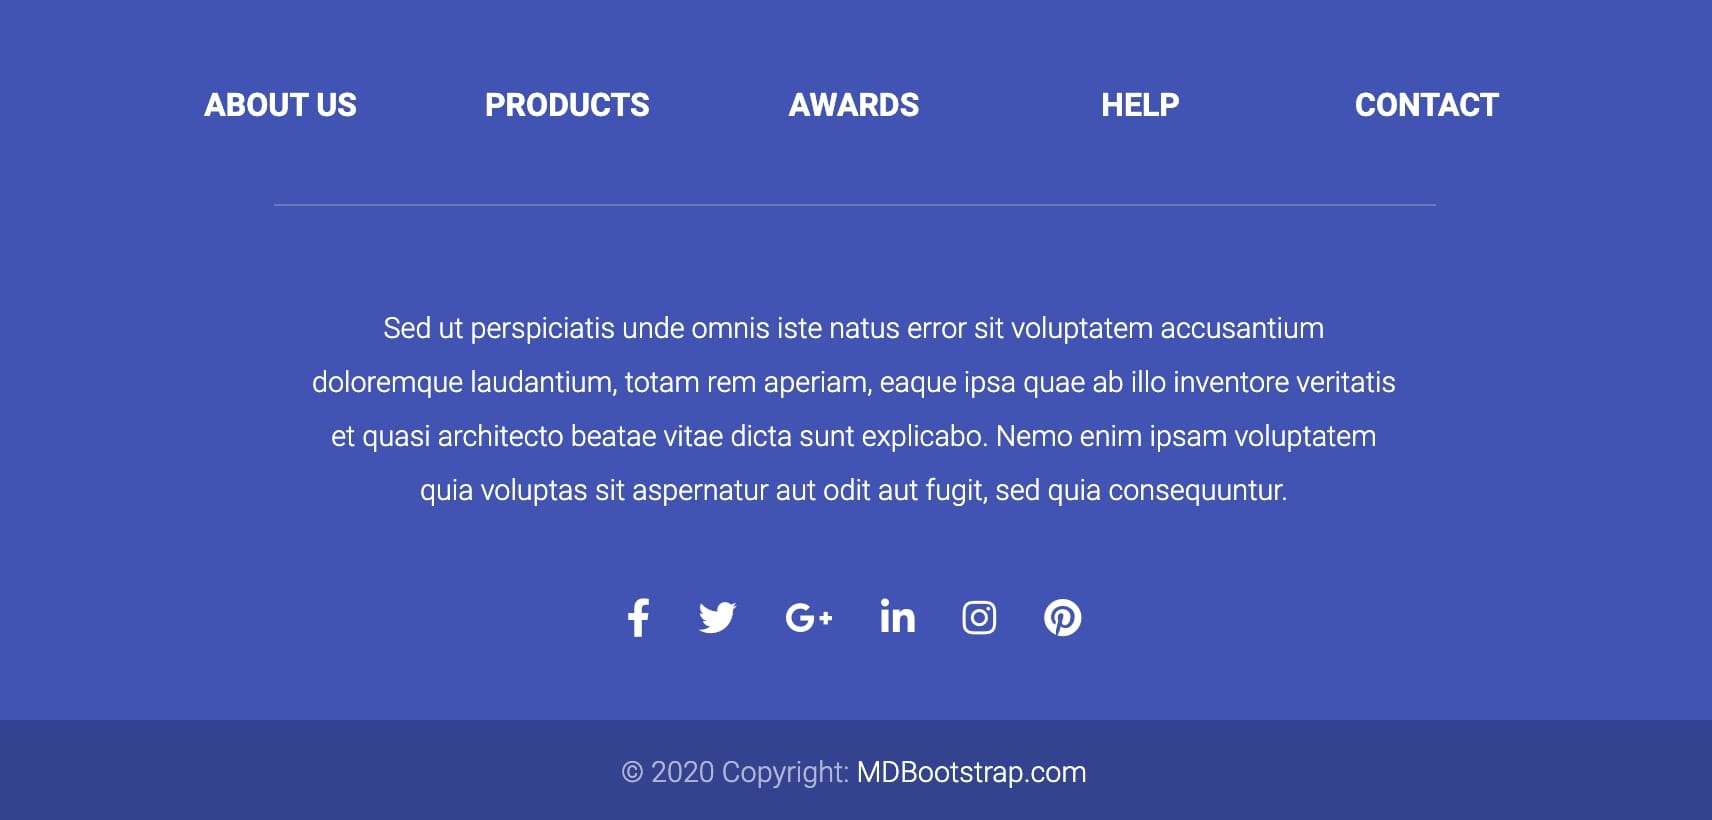 ABOUT US PRODUCTS AWARDS HELP CONTACT
Sed ut perspiciatis unde omnis iste natus error sit voluptatem accusantium
doloremque laudantium, totam rem aperiam, eaque ipsa quae ab illo inventore veritatis
et quasi architecto beatae vitae dicta sunt explicabo. Nemo enim ipsam voluptatem
quia voluptas sit aspernatur aut odit aut fugit, sed quia consequuntur.
© 2020 Copyright: MDBootstrap.com